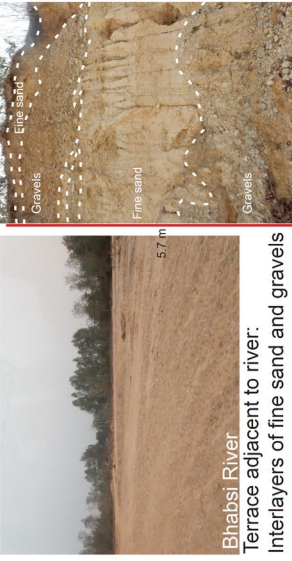 Fine sand
Gravels
Fine sand
Gravels
5.7 m
Bhabsi River
Terrace adjacent to river:
Interlayers of fine sand and gravels